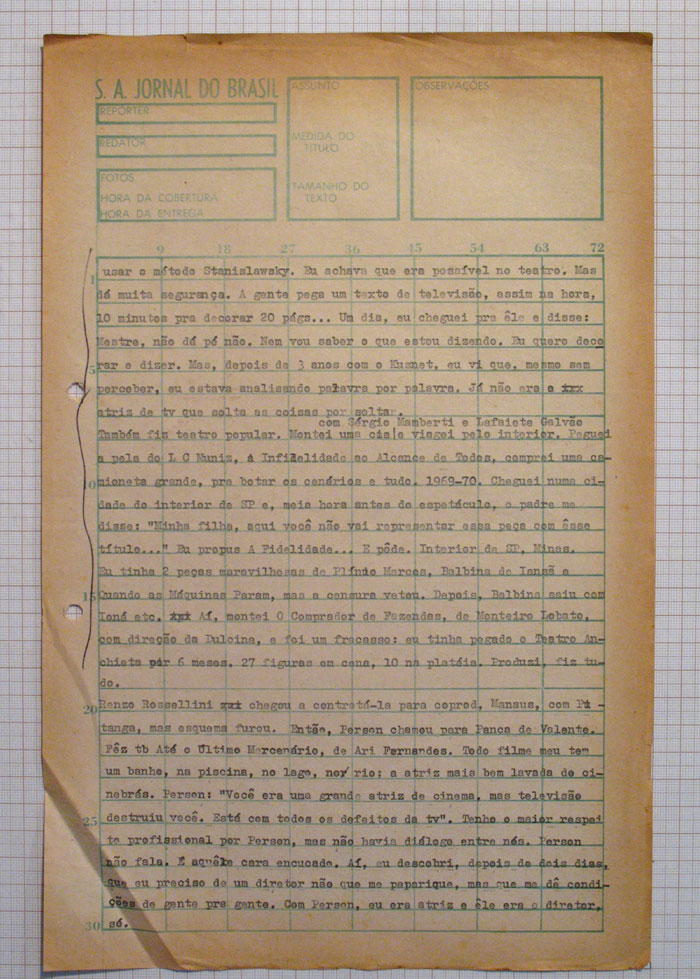 S. A. JORNAL DO BRASIL
REPÓRTER
REDATOR
FOTOS
HORA DA COBERTURA
HORA DA ENTREGA
ASSUNTO
MEDIDA DO
TÍTULO
TAMANHO DO
TEXTO
OBSERVAÇÕES
9 18 27 36 45 54 63 72
1 usar o método Stanislawsky. Eu achava que era possível no teatro. Mas
dá muita segurança. A gente pega um texto de televisão, assim na hora,
10 minutos pra decorar 20 págs... Um dia, eu cheguei pra êle e disse:
Mestre, não dá pé não. Nem vou saber o que estou dizendo. Eu quero deco
5 rar e dizer. Mas, depois de 3 anos com o Kusnet, eu vi que, mesmo sem
perceber, eu estava analisando palavra por palavra. Já não era a xxx
atriz de tv que solta as coisas por soltar.
com Sérgio Mamberti e Lafaiete Galvão
Também fiz teatro popular. Montei uma cia/e viagei pelo interior. Peguei
a pela do L C Muniz, A Infidelidade ao Alcance de Todos, comprei uma ca-
10 mioneta grande, pra botar os cenários e tudo. 1969-70. Cheguei numa ci-
dade do interior de SP e, meia hora antes do espetáculo, o padre me
disse: "Minha filha, aqui você não vai representar essa peça com êsse
título..." Eu propus A Fidelidade... E pôde. Interior de SP, Minas.
Eu tinha 2 peças maravilhosas de Plínio Marcos, Balbina de Iansã e
15 Quando as Máquinas Param, mas a censura vetou. Depois, Balbina saiu com
Ioná etc. xxx Aí, montei O Comprador de Fazendas, de Monteiro Lobato,
com direção da Dulcina, e foi um fracasso: eu tinha pegado o Teatro An-
chieta por 6 meses. 27 figuras em cena, 10 na platéia. Produzi, fiz tu-
do.
20 Renzo Rossellini xxx chegou a contratá-la para coprod, Manaus, com Pi-
tanga, mas esquema furou. Então, Person chamou para Panca de Valente.
Fêz tb Até o Último Mercenário, de Ari Fernandes. Todo filme meu tem
um banho, na piscina, no lago, no/ rio: a atriz mais bem lavada do ci-
nebrás. Person: "Você era uma grande atriz de cinema, mas televisão
25 destruiu você. Está com todos os defeitos da tv". Tenho o maior respei
to profissional por Person, mas não havia diálogo entre nós. Person
não fala. É aquêle cara encucado. Aí, eu descobri, depois de dois dias,
que eu preciso de um diretor não que me paparique, mas que me dê condi-
ções de gente pra gente. Com Person, eu era atriz e êle era o diretor,
30 só.